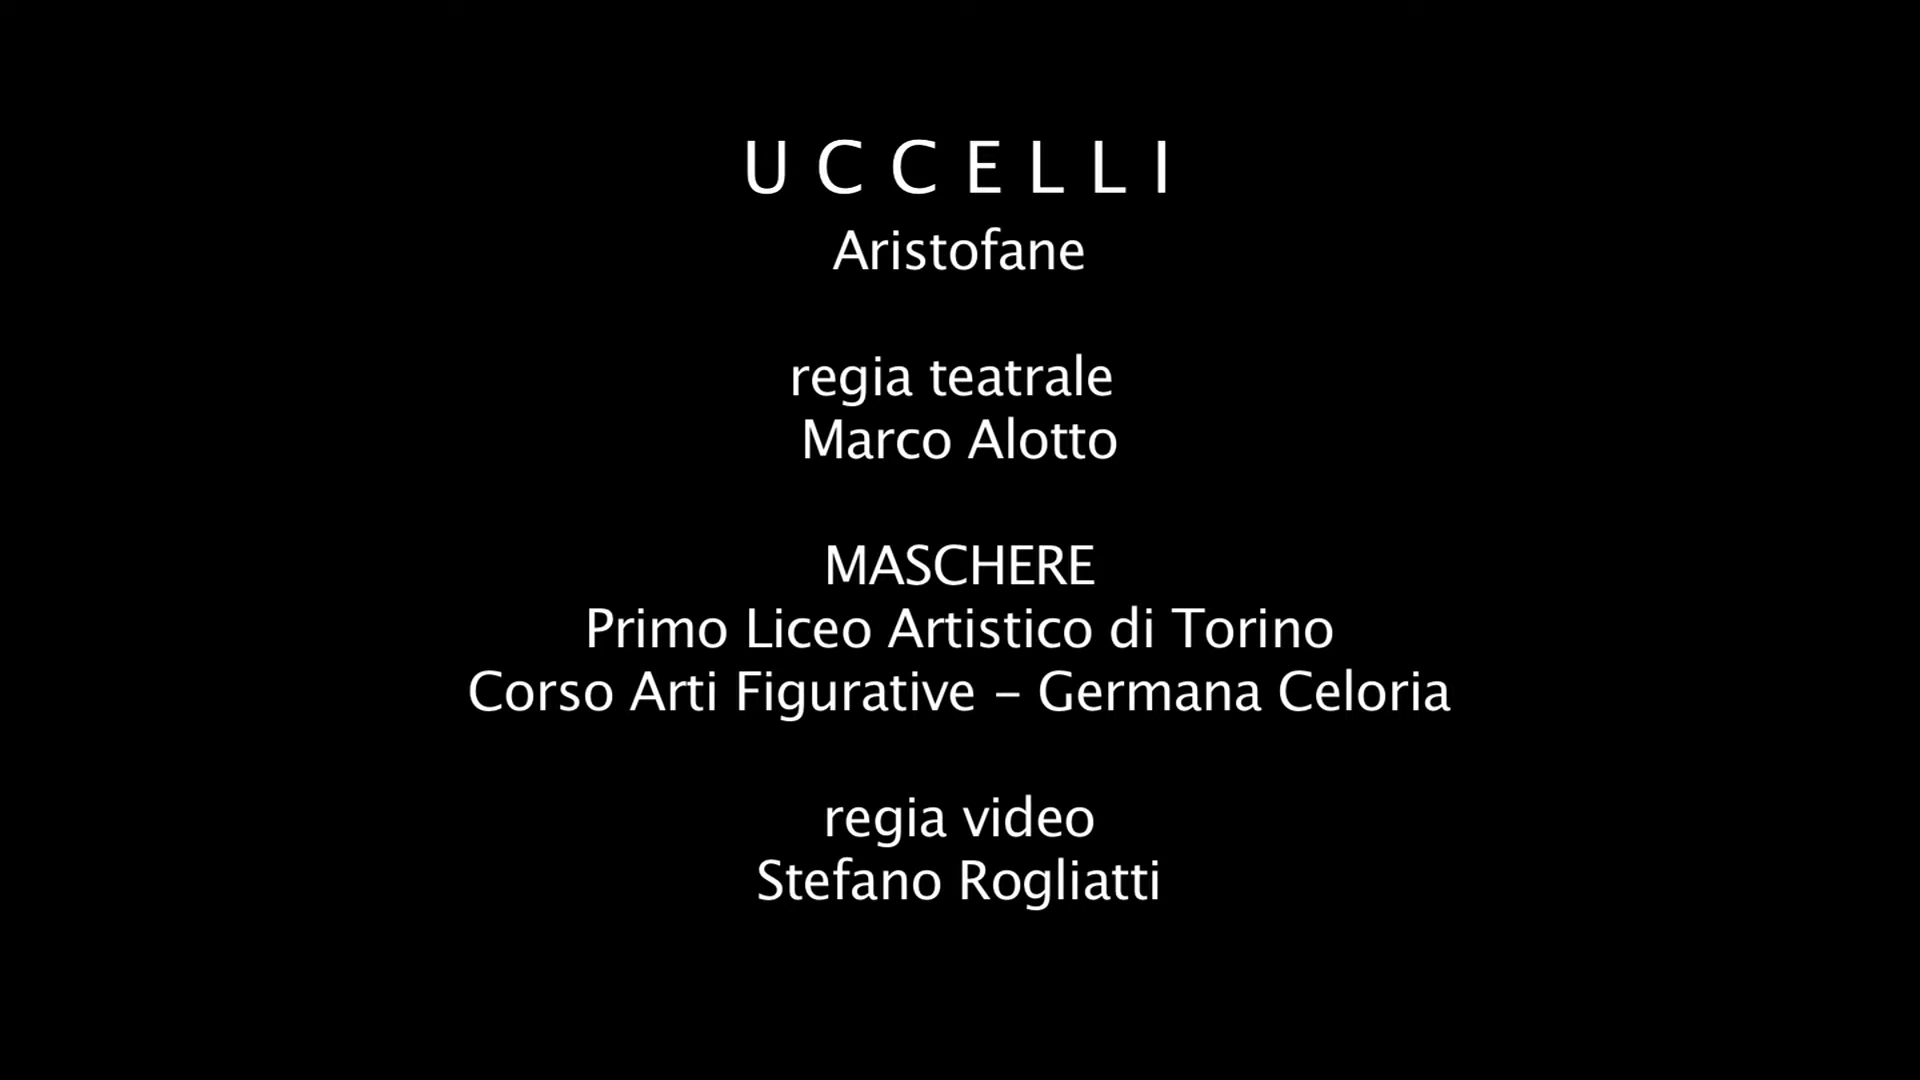 U C C E L L I
Aristofane
regia teatrale
Marco Alotto
MASCHERE
Primo Liceo Artistico di Torino
Corso Arti Figurative – Germana Celoria
regia video
Stefano Rogliatti